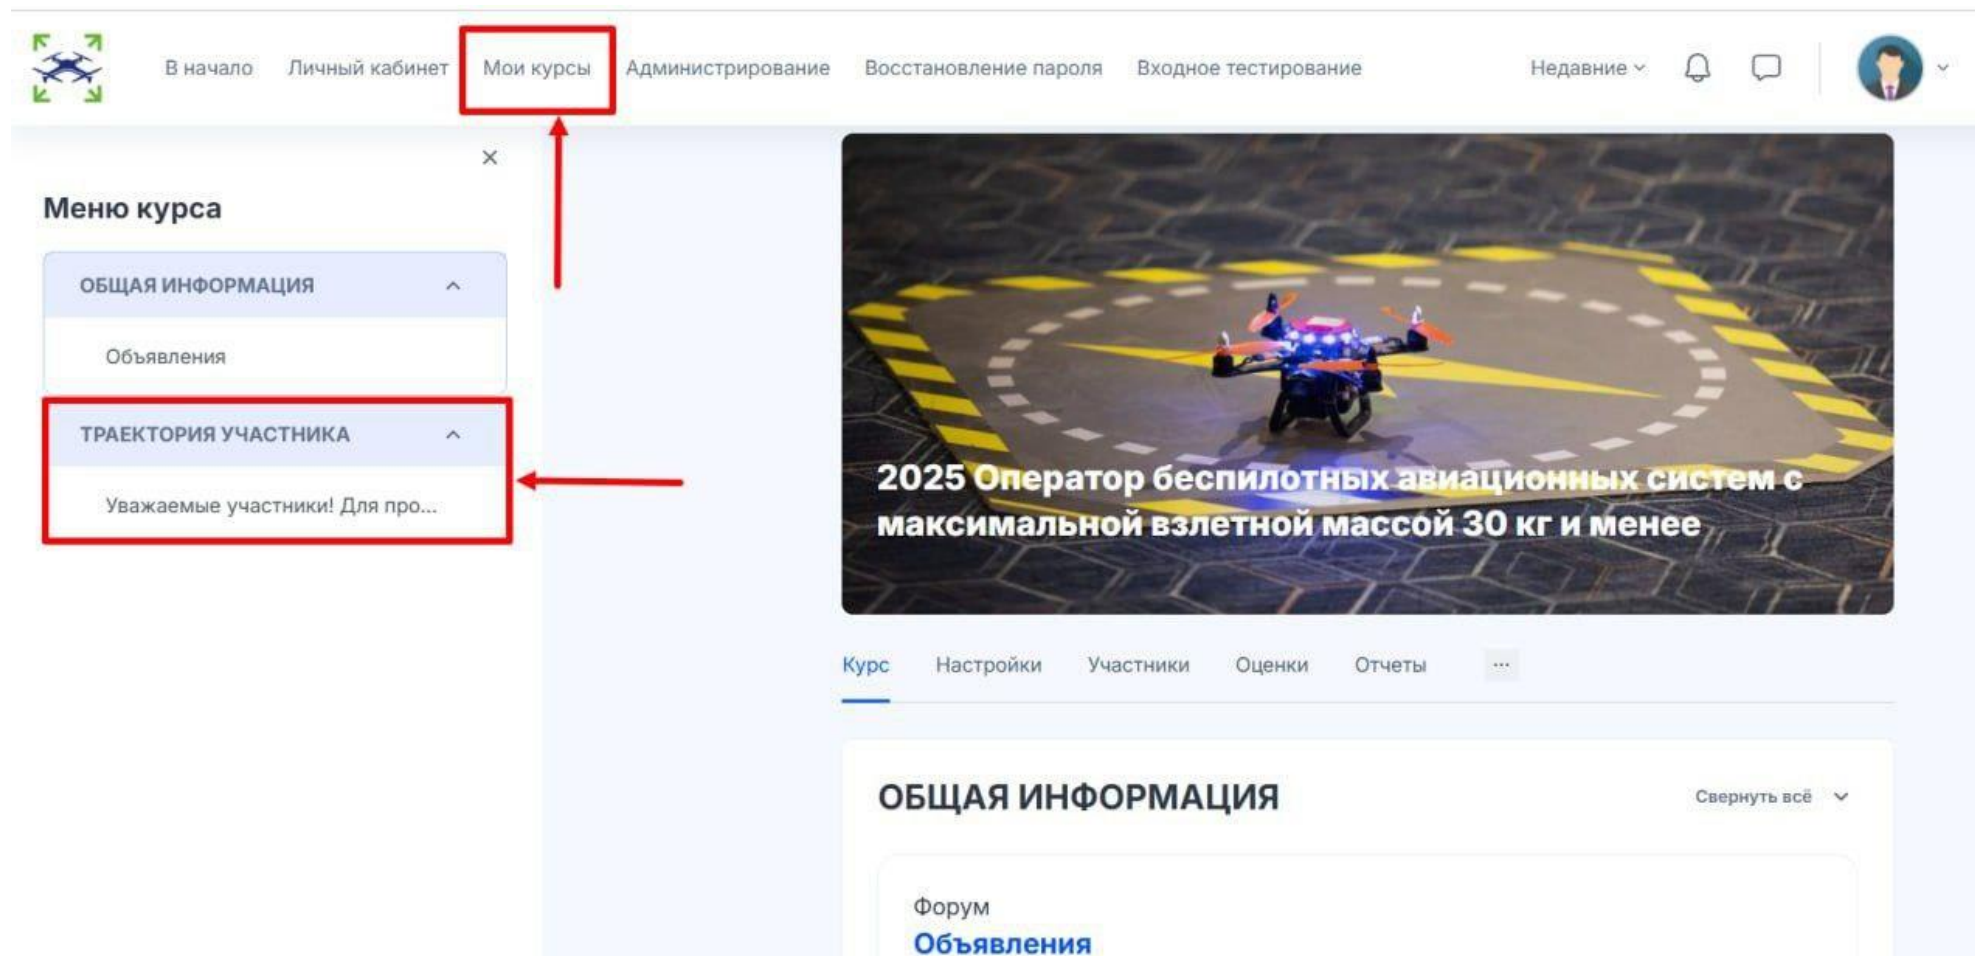 В начало Личный кабинет Мои курсы Администрирование Восстановление пароля Входное тестирование Недавние
Меню курса
ОБЩАЯ ИНФОРМАЦИЯ
Объявления
ТРАЕКТОРИЯ УЧАСТНИКА
Уважаемые участники! Для про...
2025 Оператор беспилотных авиационных систем с
максимальной взлетной массой 30 кг и менее
Курс Настройки Участники Оценки Отчеты ...
ОБЩАЯ ИНФОРМАЦИЯ Свернуть всё
Форум
Объявления